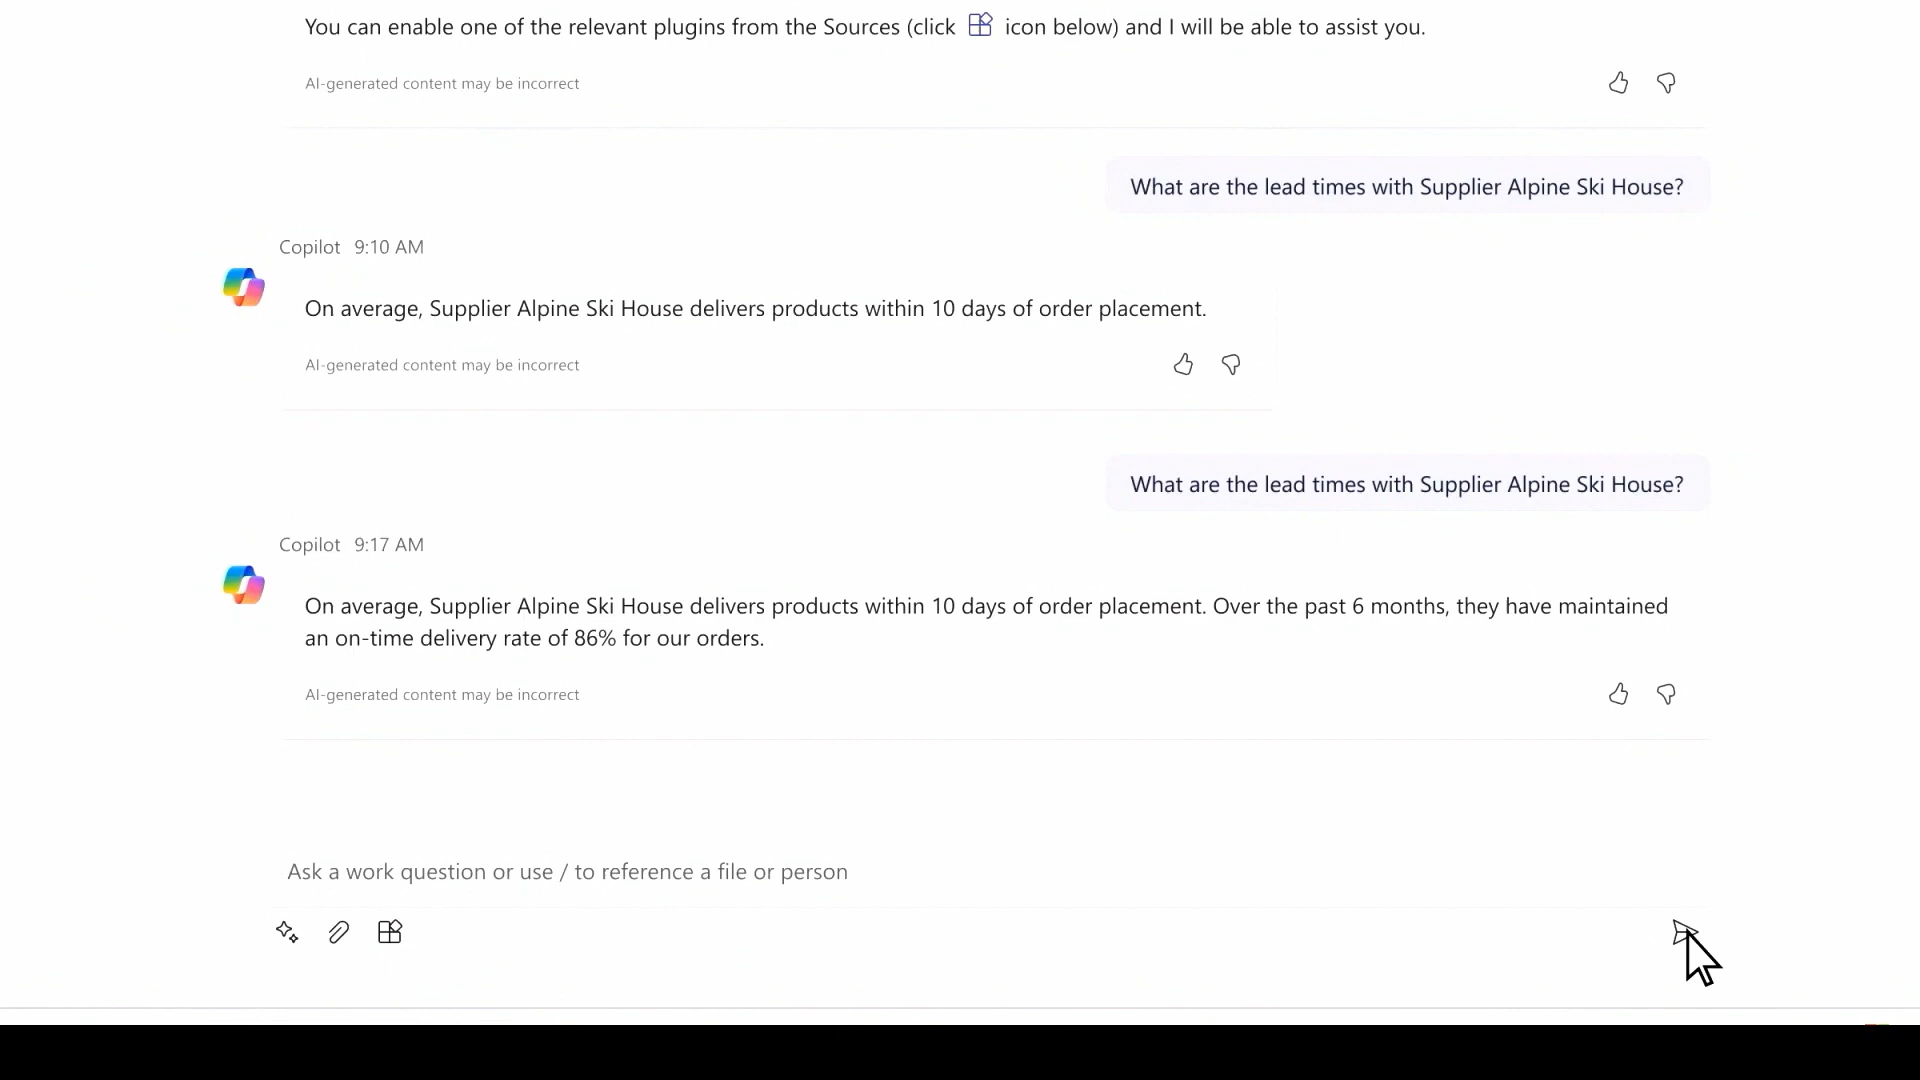 You can enable one of the relevant plugins from the Sources (click icon below) and I will be able to assist you.
AI-generated content may be incorrect
What are the lead times with Supplier Alpine Ski House?
Copilot 9:10 AM
On average, Supplier Alpine Ski House delivers products within 10 days of order placement.
AI-generated content may be incorrect
What are the lead times with Supplier Alpine Ski House?
Copilot 9:17 AM
On average, Supplier Alpine Ski House delivers products within 10 days of order placement. Over the past 6 months, they have maintained
an on-time delivery rate of 86% for our orders.
AI-generated content may be incorrect
Ask a work question or use / to reference a file or person